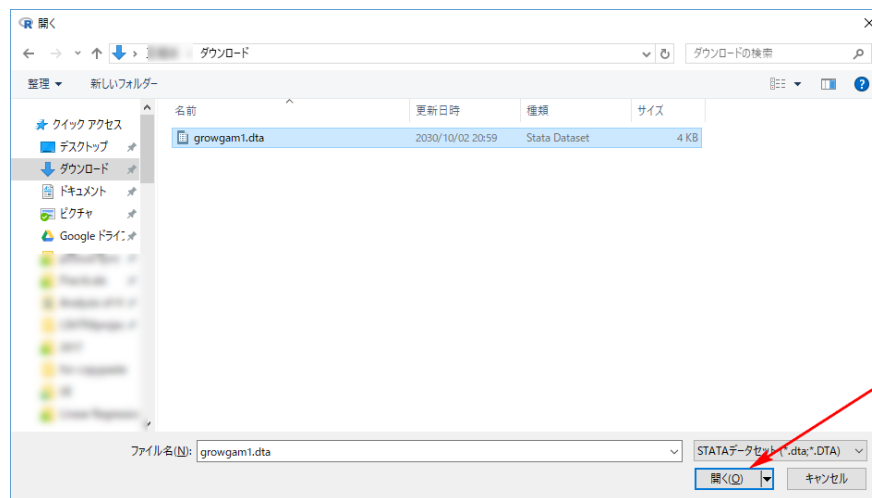 開く
ダウンロード
ダウンロードの検索
整理
新しいフォルダー
名前
更新日時
種類
サイズ
クイック アクセス
デスクトップ
ダウンロード
ドキュメント
ピクチャ
Google ドライ
growgam1.dta
2030/10/02 20:59
Stata Dataset
4 KB
ファイル名(N):
growgam1.dta
STATAデータセット (*.dta;*.DTA)
開く(O)
キャンセル